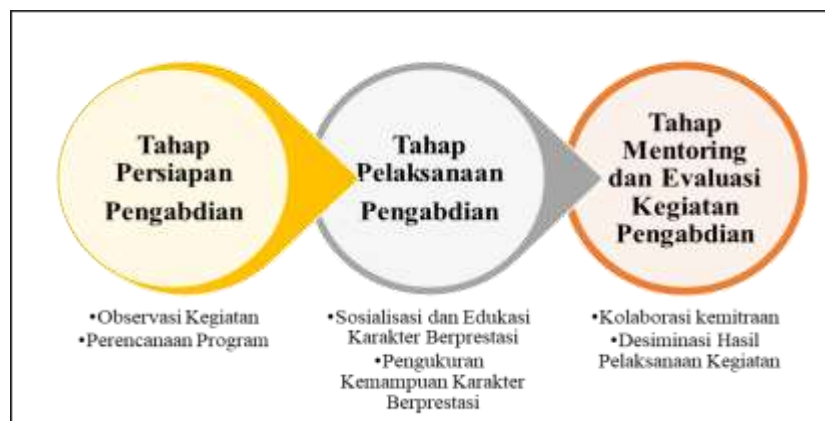 Tahap
Persiapan
Pengabdian
•Observasi Kegiatan
•Perencanaan Program
Tahap
Pelaksanaan
Pengabdian
•Sosialisasi dan Edukasi
Karakter Berprestasi
•Pengukuran
Kemampuan Karakter
Berprestasi
Tahap
Mentoring
dan Evaluasi
Kegiatan
Pengabdian
•Kolaborasi kemitraan
•Desiminasi Hasil
Pelaksanaan Kegiatan